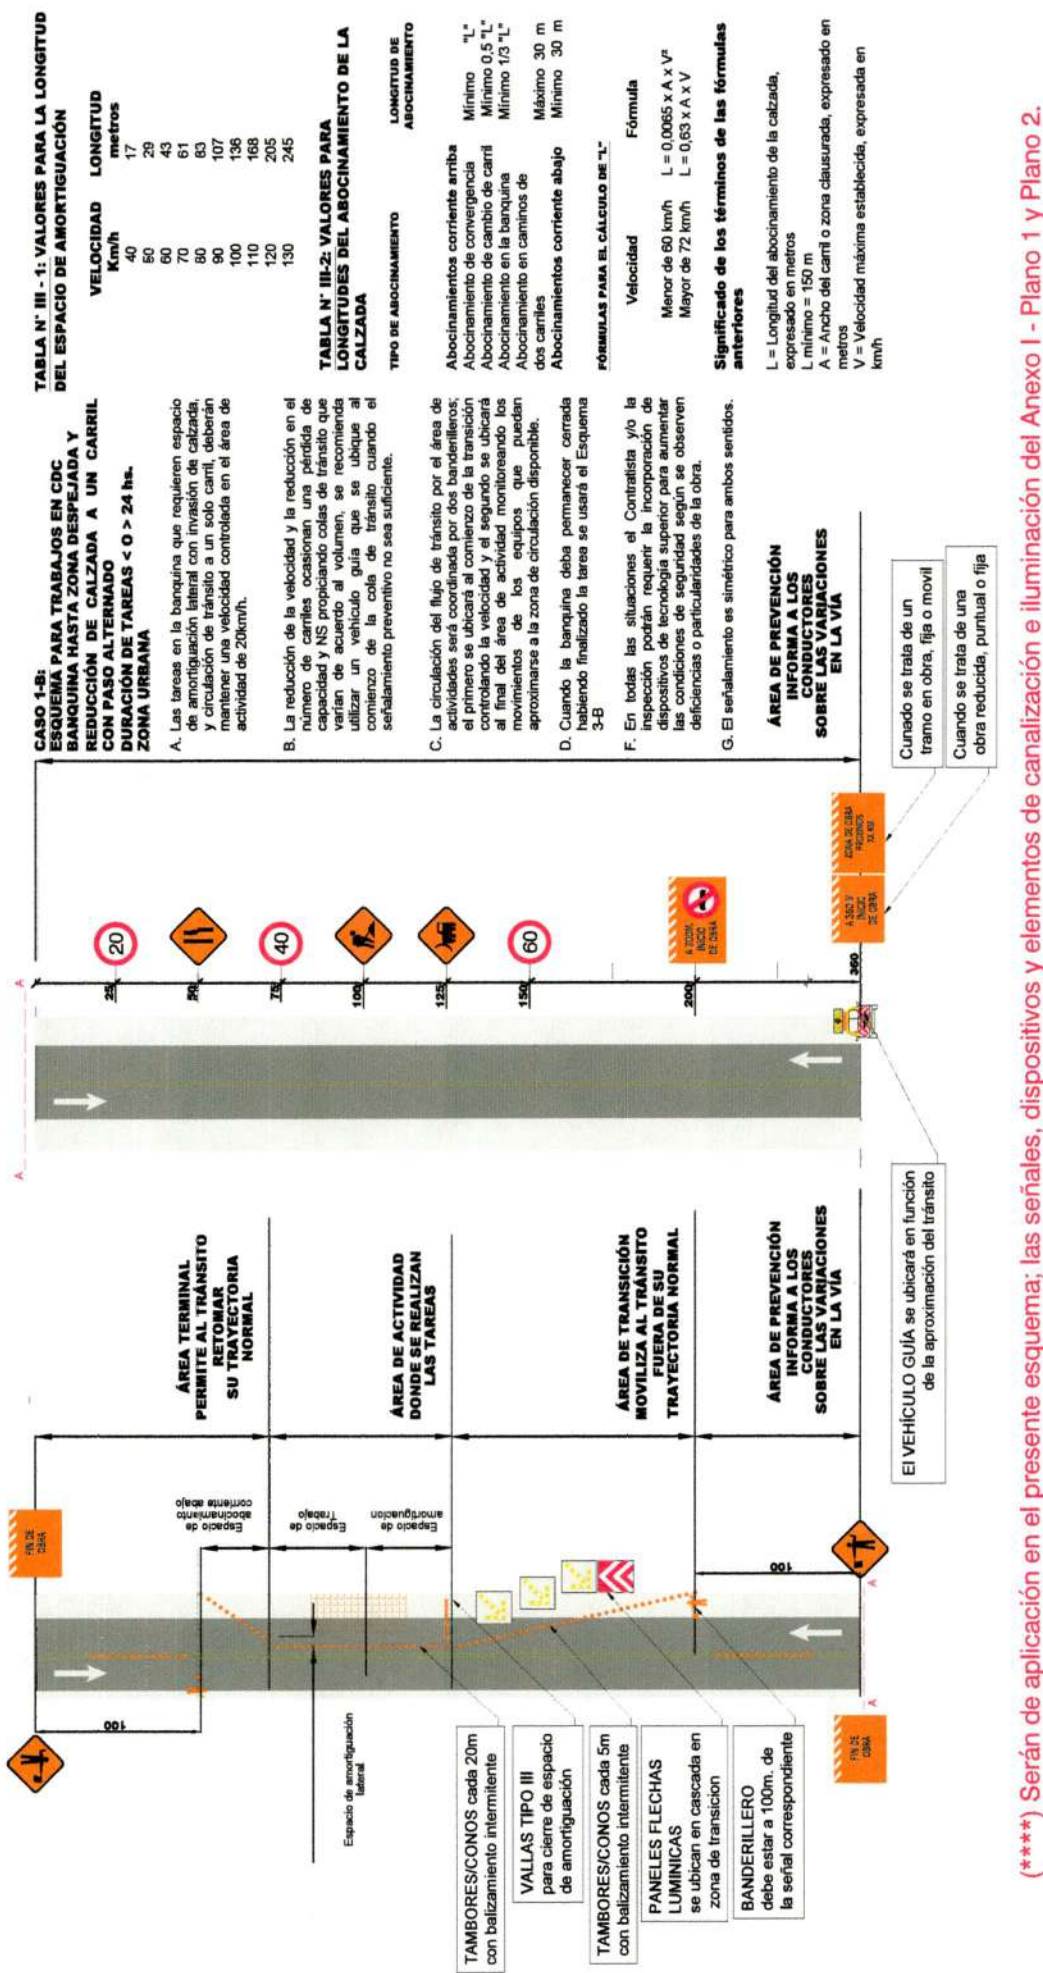 CASO 1-B:
ESQUEMA PARA TRABAJOS EN CDC
BANQUINA HASTA ZONA DESPEJADA Y
REDUCCIÓN DE CALZADA A UN CARRIL
CON PASO ALTERNADO
DURACIÓN DE TAREAS < O > 24 hs.
ZONA URBANA
A. Las tareas en la banquina que requieren espacio
de amortiguación lateral con invasión de calzada,
y circulación de tránsito a un solo carril, deberán
mantener una velocidad controlada en el área de
actividad de 20km/h.
B. La reducción de la velocidad y la reducción en el
número de carriles ocasionan una pérdida de
capacidad y NS propiciando colas de tránsito que
varían de acuerdo al volumen, se recomienda
utilizar un vehículo guía que se ubique al
comienzo de la cola de tránsito cuando el
señalamiento preventivo no sea suficiente.
C. La circulación del flujo de tránsito por el área de
actividades será coordinada por dos banderilleros;
el primero se ubicará al comienzo de la transición
controlando la velocidad y el segundo se ubicará
al final del área de actividad monitoreando los
movimientos de los equipos que puedan
aproximarse a la zona de circulación disponible.
D. Cuando la banquina deba permanecer cerrada
habiendo finalizado la tarea se usará el Esquema
3-B
F. En todas las situaciones el Contratista y/o la
inspección podrán requerir la incorporación de
dispositivos de tecnología superior para aumentar
las condiciones de seguridad según se observen
deficiencias o particularidades de la obra.
G. El señalamiento es simétrico para ambos sentidos.
TABLA N° III - 1: VALORES PARA LA LONGITUD
DEL ESPACIO DE AMORTIGUACIÓN
VELOCIDAD LONGITUD
Km/h metros
40 17
50 29
60 43
70 61
80 83
90 107
100 136
110 168
120 205
130 245
TABLA N° III-2: VALORES PARA
LONGITUDES DEL ABOCINAMIENTO DE LA
CALZADA
TIPO DE ABOCINAMIENTO LONGITUD DE
ABOCINAMIENTO
Abocinamientos corriente arriba
Abocinamiento de convergencia Mínimo "L"
Abocinamiento de cambio de carril Mínimo 0,5 "L"
Abocinamiento en la banquina Mínimo 1/3 "L"
Abocinamiento en caminos de
dos carriles Máximo 30 m
Abocinamientos corriente abajo Mínimo 30 m
FÓRMULAS PARA EL CÁLCULO DE "L"
Velocidad Fórmula
Menor de 60 km/h L = 0,0065 x A x V²
Mayor de 72 km/h L = 0,63 x A x V
Significado de los términos de las fórmulas
anteriores
L = Longitud del abocinamiento de la calzada,
expresado en metros
L mínimo = 150 m
A = Ancho del carril o zona clausurada, expresado en
metros
V = Velocidad máxima establecida, expresada en
km/h
A
A
25
50
75
100
125
150
200
360
20
40
60
A 200M.
INICIO
DE OBRA
INICIO
DE OBRA
ZONA DE OBRA
PROXIMOS
XX KM
ÁREA DE PREVENCIÓN
INFORMA A LOS
CONDUCTORES
SOBRE LAS VARIACIONES
EN LA VÍA
Cunado se trata de un
tramo en obra, fija o movil
Cuando se trata de una
obra reducida, puntual o fija
El VEHÍCULO GUÍA se ubicará en función
de la aproximación del tránsito
FIN DE
OBRA
100
ÁREA TERMINAL
PERMITE AL TRÁNSITO
RETOMAR
SU TRAYECTORIA
NORMAL
ÁREA DE ACTIVIDAD
DONDE SE REALIZAN
LAS TAREAS
ÁREA DE TRANSICIÓN
MOVILIZA AL TRÁNSITO
FUERA DE SU
TRAYECTORIA NORMAL
ÁREA DE PREVENCIÓN
INFORMA A LOS
CONDUCTORES
SOBRE LAS VARIACIONES
EN LA VÍA
Espacio de
abocinamiento
corriente abajo
Espacio de
Trabajo
Espacio de
amortiguacion
Espacio de amortiguación
lateral
100
A
A
FIN DE
OBRA
TAMBORES/CONOS cada 20m
con balizamiento intermitente
VALLAS TIPO III
para cierre de espacio
de amortiguación
TAMBORES/CONOS cada 5m
con balizamiento intermitente
PANELES FLECHAS
LUMINICAS
se ubican en cascada en
zona de transicion
BANDERILLERO
debe estar a 100m. de
la señal correspondiente
(****) Serán de aplicación en el presente esquema; las señales, dispositivos y elementos de canalización e iluminación del Anexo I - Plano 1 y Plano 2.